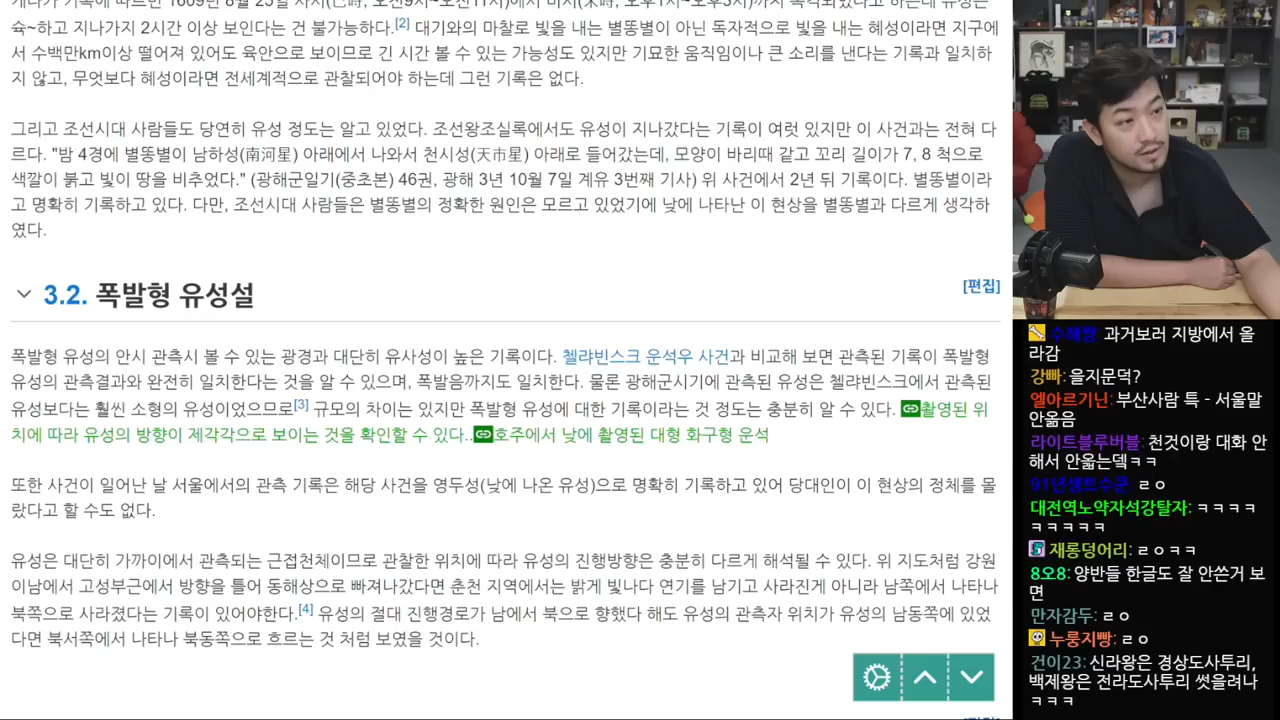 지 않고, 무엇보다 혜성이라면 전세계적으로 관찰되어야 하는데 그런 기록은 없다.
슉~하고 지나가지 2시간 이상 보인다는 건 불가능하다.[2] 대기와의 마찰로 빛을 내는 별똥별이 아닌 독자적으로 빛을 내는 혜성이라면 지구에
서 수백만km이상 떨어져 있어도 육안으로 보이므로 긴 시간 볼 수 있는 가능성도 있지만 기묘한 움직임이나 큰 소리를 낸다는 기록과 일치하
그리고 조선시대 사람들도 당연히 유성 정도는 알고 있었다. 조선왕조실록에서도 유성이 지나갔다는 기록이 여럿 있지만 이 사건과는 전혀 다
르다. "밤 4경에 별똥별이 남하성(南河星) 아래에서 나와서 천시성(天市星) 아래로 들어갔는데, 모양이 바리때 같고 꼬리 길이가 7, 8 척으로
색깔이 붉고 빛이 땅을 비추었다." (광해군일기(중초본) 46권, 광해 3년 10월 7일 계유 3번째 기사) 위 사건에서 2년 뒤 기록이다. 별똥별이라
고 명확히 기록하고 있다. 다만, 조선시대 사람들은 별똥별의 정확한 원인은 모르고 있었기에 낮에 나타난 이 현상을 별똥별과 다르게 생각하
였다.
3.2. 폭발형 유성설
[편집]
폭발형 유성의 안시 관측시 볼 수 있는 광경과 대단히 유사성이 높은 기록이다. 첼랴빈스크 운석우 사건과 비교해 보면 관측된 기록이 폭발형
유성의 관측결과와 완전히 일치한다는 것을 알 수 있으며, 폭발음까지도 일치한다. 물론 광해군시기에 관측된 유성은 첼랴빈스크에서 관측된
유성보다는 훨씬 소형의 유성이었으므로[3] 규모의 차이는 있지만 폭발형 유성에 대한 기록이라는 것 정도는 충분히 알 수 있다. 촬영된 위
치에 따라 유성의 방향이 제각각으로 보이는 것을 확인할 수 있다..호주에서 낮에 촬영된 대형 화구형 운석
또한 사건이 일어난 날 서울에서의 관측 기록은 해당 사건을 영두성(낮에 나온 유성)으로 명확히 기록하고 있어 당대인이 이 현상의 정체를 몰
랐다고 할 수도 없다.
유성은 대단히 가까이에서 관측되는 근접천체이므로 관찰한 위치에 따라 유성의 진행방향은 충분히 다르게 해석될 수 있다. 위 지도처럼 강원
이남에서 고성부근에서 방향을 틀어 동해상으로 빠져나갔다면 춘천 지역에서는 밝게 빛나다 연기를 남기고 사라진게 아니라 남쪽에서 나타나
북쪽으로 사라졌다는 기록이 있어야한다.[4] 유성의 절대 진행경로가 남에서 북으로 향했다 해도 유성의 관측자 위치가 유성의 남동쪽에 있었
다면 북서쪽에서 나타나 북동쪽으로 흐르는 것 처럼 보였을 것이다.
과거보러 지방에서 올
라감
강빠: 을지문덕?
엘아르기닌: 부산사람 특 - 서울말
안옮음
라이트블루버블: 천것이랑 대화 안
해서 안옮는뎈ㅋㅋ
91년생트수쿤: ㄹㅇ
대전역노약자석강탈자: ㅋㅋㅋㅋ
ㅋㅋㅋㅋㅋ
재롱덩어리: ㄹㅇㅋㅋ
8오8: 양반들 한글도 잘 안쓴거 보
면
만자감두: ㄹㅇ
누룽지빵: ㄹㅇ
건이23: 신라왕은 경상도사투리,
백제왕은 전라도사투리 썻을려나
ㅋㅋㅋ